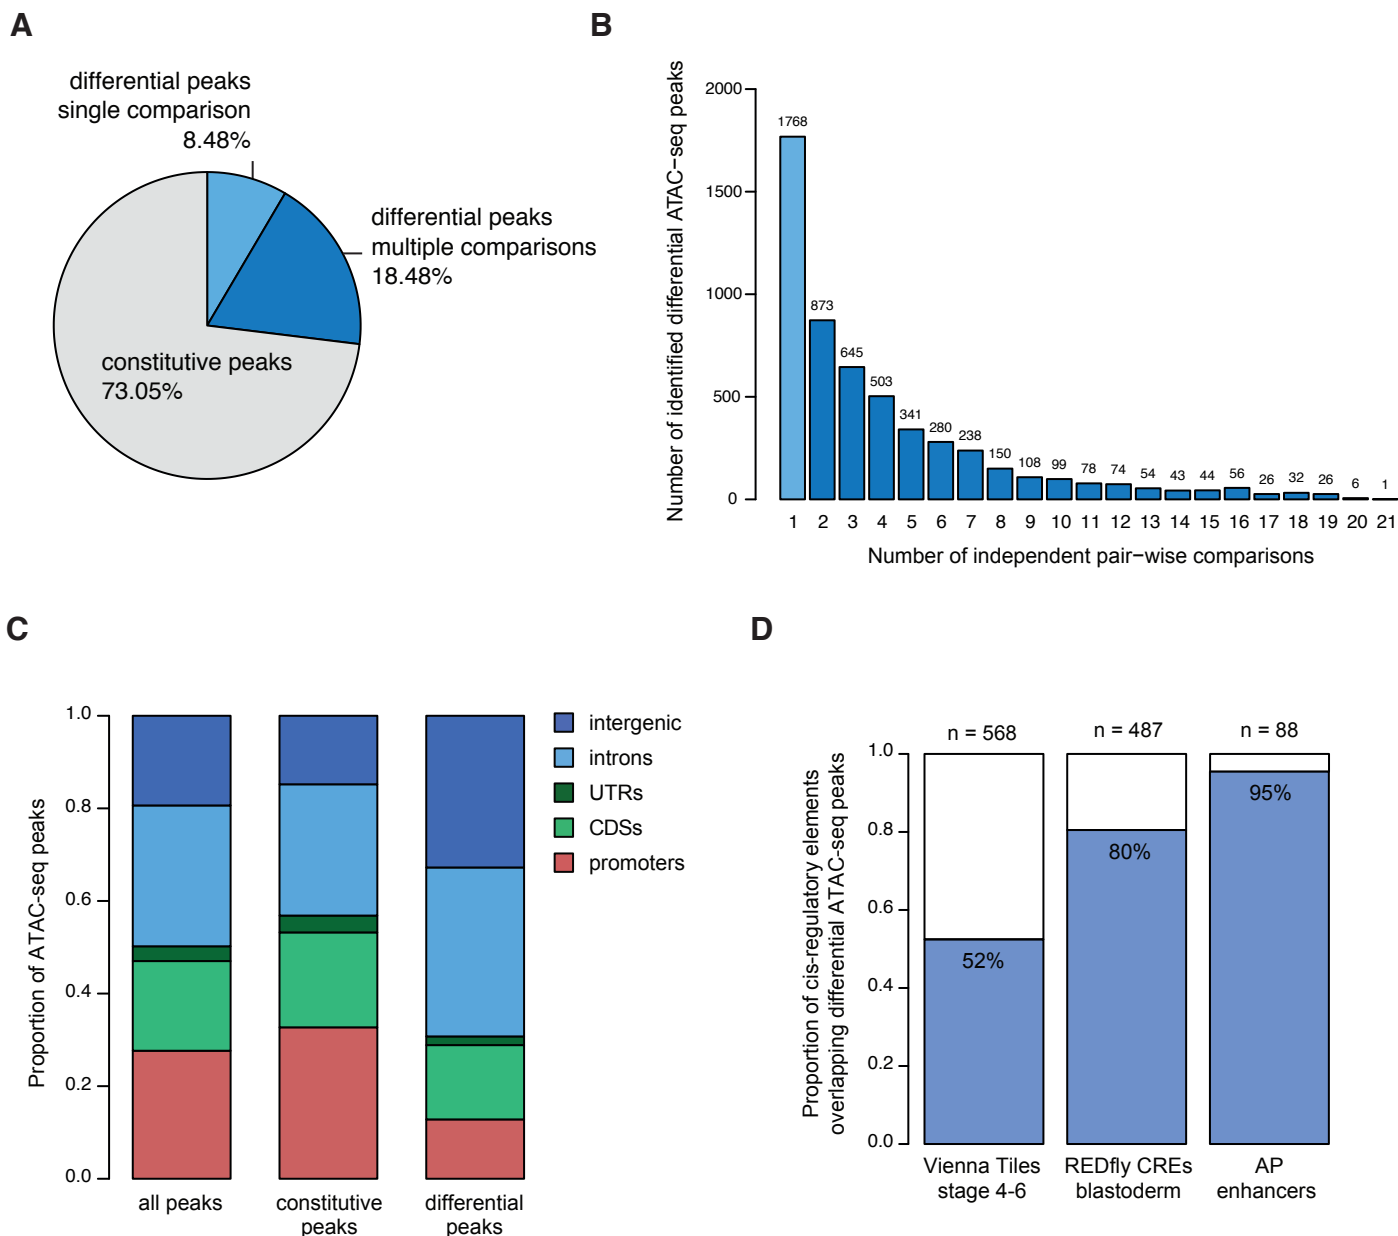 A
differential peaks
single comparison
8.48%
differential peaks
multiple comparisons
18.48%
constitutive peaks
73.05%
B
Number of identified differential ATAC−seq peaks
2000
1500
1000
500
0
1768
873
645
503
341
280
238
150
108
99
78
74
54
43
44
56
26
32
26
6
1
1 2 3 4 5 6 7 8 9 10 11 12 13 14 15 16 17 18 19 20 21
Number of independent pair−wise comparisons
C
Proportion of ATAC-seq peaks
1.0
0.8
0.6
0.4
0.2
0.0
all peaks
constitutive
peaks
differential
peaks
intergenic
introns
UTRs
CDSs
promoters
D
Proportion of cis-regulatory elements
overlapping differential ATAC-seq peaks
1.0
0.8
0.6
0.4
0.2
0.0
n = 568
n = 487
n = 88
52%
80%
95%
Vienna Tiles
stage 4-6
REDfly CREs
blastoderm
AP
enhancers